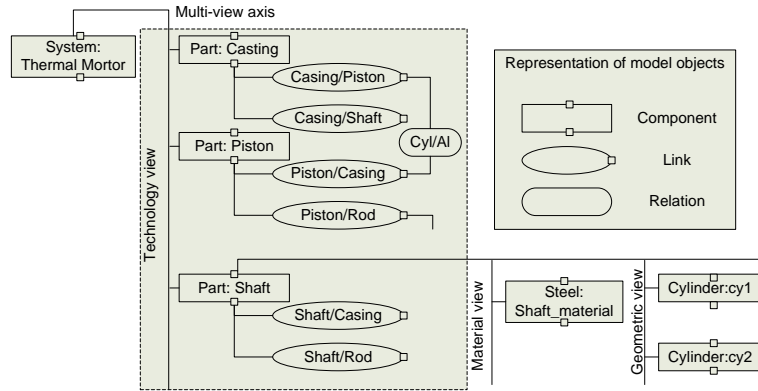 Multi-view axis
System:
Thermal Mortor
Technology view
Part: Casting
Casing/Piston
Casing/Shaft
Cyl/Al
Part: Piston
Piston/Casing
Piston/Rod
Part: Shaft
Shaft/Casing
Shaft/Rod
Representation of model objects
Component
Link
Relation
Material view
Steel:
Shaft_material
Geometric view
Cylinder:cy1
Cylinder:cy2